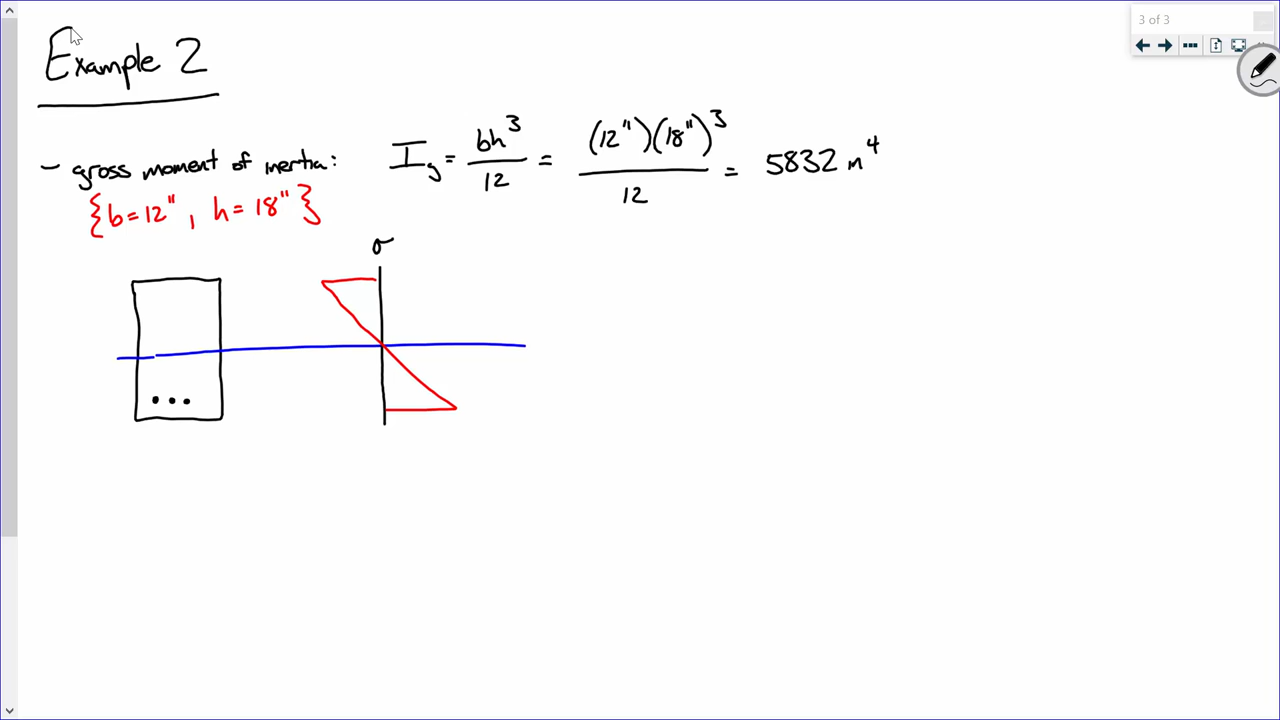 3 of 3
Example 2
- gross moment of inertia: I_g = bh^3/12 = (12")(18")^3/12 = 5832 in^4
{b=12", h=18"}
σ